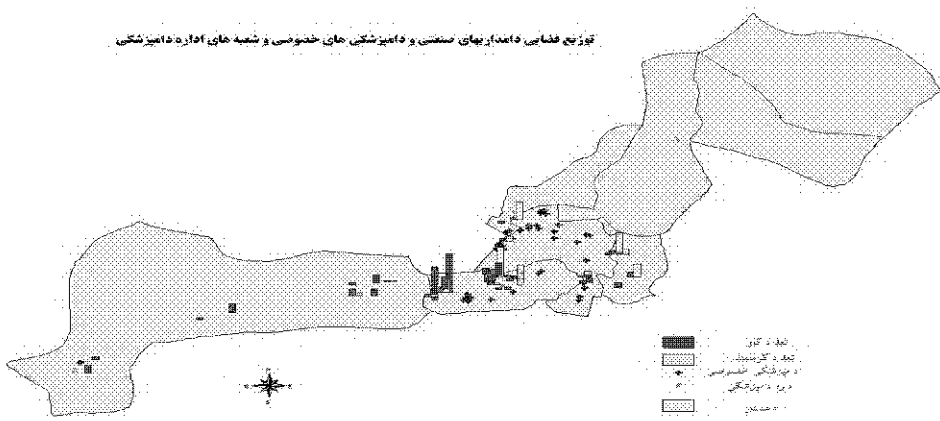 توزیع فضایی دامداریهای صنعتی و دامپزشکی های خصوصی و شعبه های اداره دامپزشکی
تعداد گاو
تعداد گوسفند
دامپزشکی خصوصی